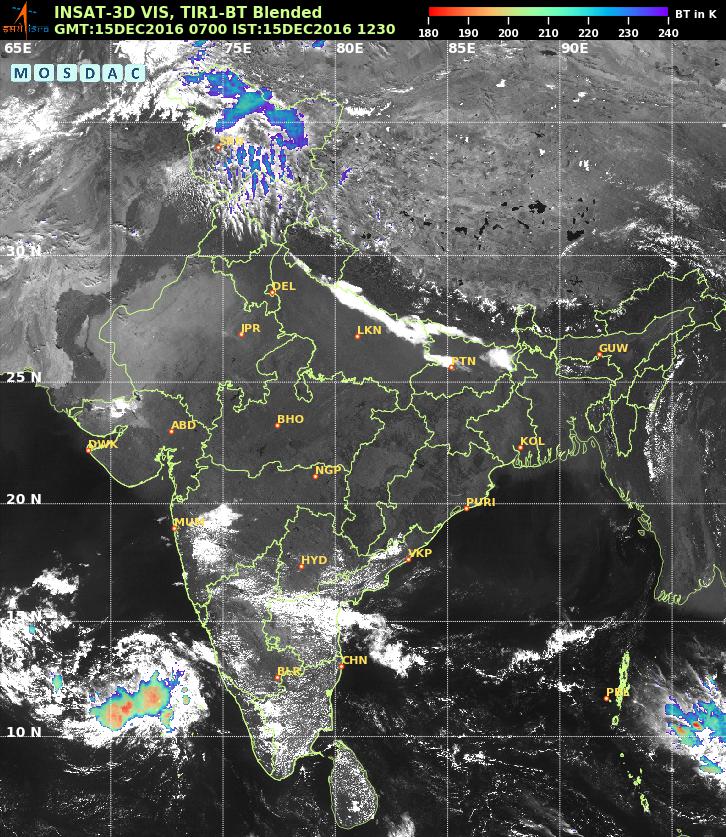 INSAT-3D VIS, TIR1-BT Blended
GMT:15DEC2016 0700 IST:15DEC2016 1230
BT in K
180 190 200 210 220 230 240
65E 75E 80E 85E 90E
MOSDAC
30 N
DEL
JPR LKN
GUW
PTN
25 N
BHO
ABD
DWK KOL
NGP
20 N
PURI
MUM
VKP
HYD
CHN
BLR
10 N